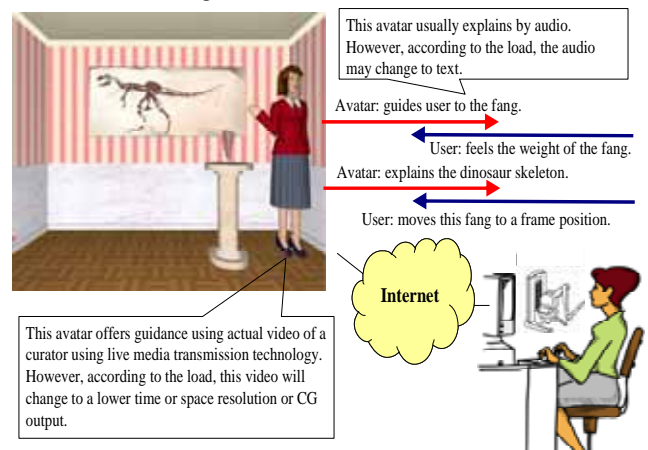 This avatar usually explains by audio.
However, according to the load, the audio
may change to text.
Avatar: guides user to the fang.
User: feels the weight of the fang.
Avatar: explains the dinosaur skeleton.
User: moves this fang to a frame position.
Internet
This avatar offers guidance using actual video of a
curator using live media transmission technology.
However, according to the load, this video will
change to a lower time or space resolution or CG
output.